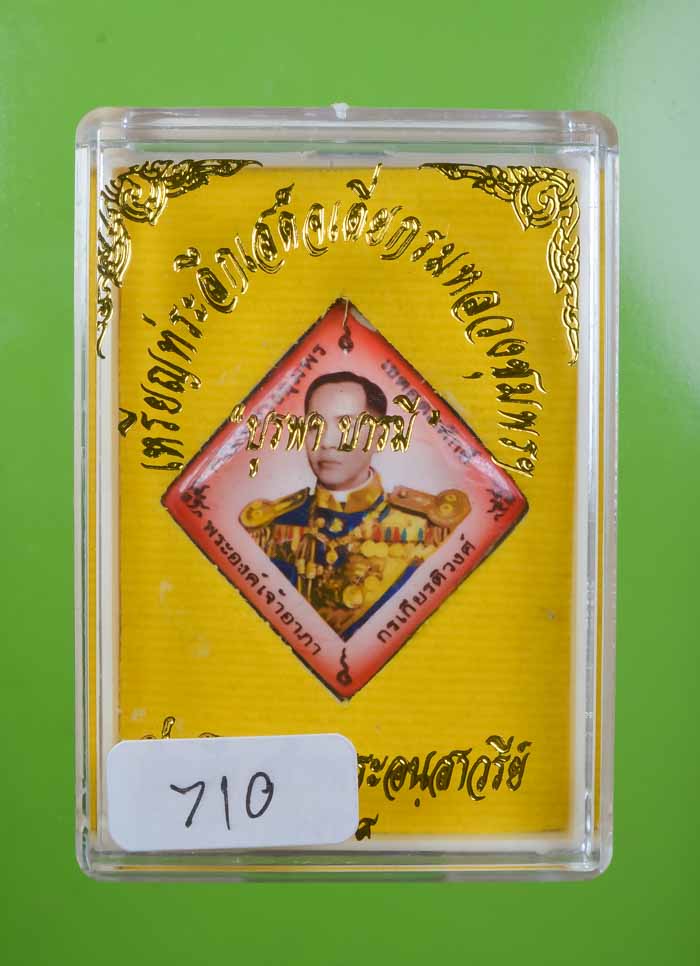 เหรียญที่ระลึกเสด็จเตี่ยกรมหลวงชุมพรฯ
"บูรพา บารมี"
พระองค์เจ้าอาภา
กรเกียรติวงศ์
ระอนุสาวรีย์
710